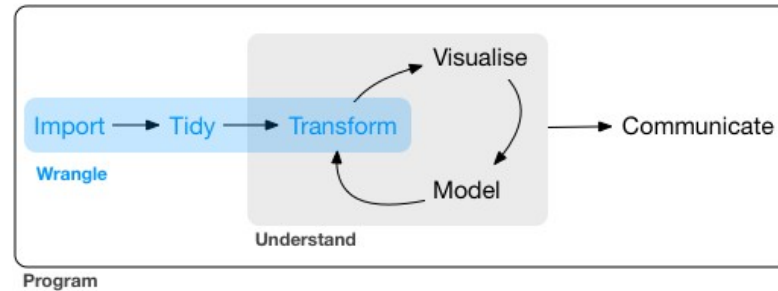 Visualise
Import
Tidy
Transform
Communicate
Wrangle
Model
Understand
Program